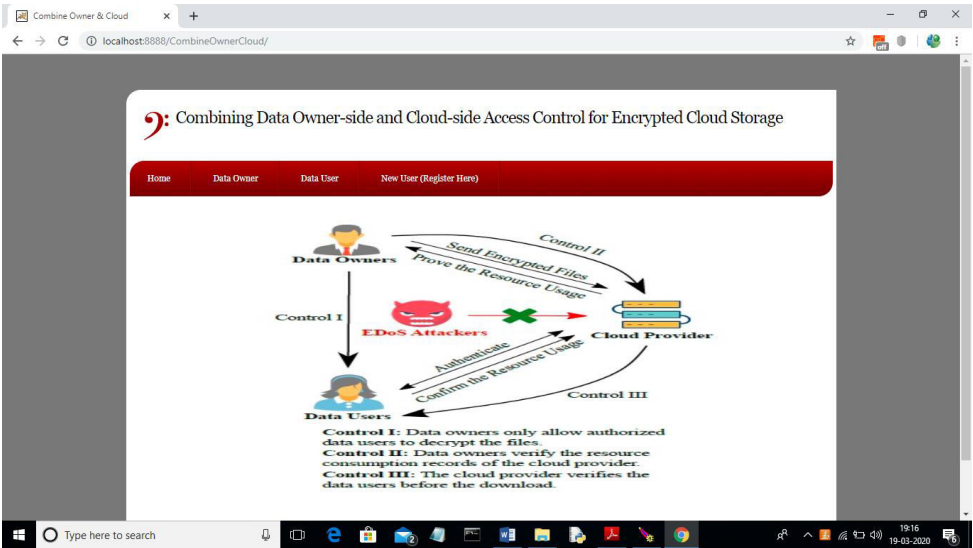 Combine Owner & Cloud
localhost:8888/CombineOwnerCloud/
off
Combining Data Owner-side and Cloud-side Access Control for Encrypted Cloud Storage
Home Data Owner Data User New User (Register Here)
Control II
Send Encrypted Files
Data Owners
Prove the Resource Usage
Control I
EDoS Attackers
Cloud Provider
Authenticate
Confirm the Resource Usage
Control III
Data Users
Control I: Data owners only allow authorized
data users to decrypt the files.
Control II: Data owners verify the resource
consumption records of the cloud provider.
Control III: The cloud provider verifies the
data users before the download.
Type here to search
19:16
19-03-2020